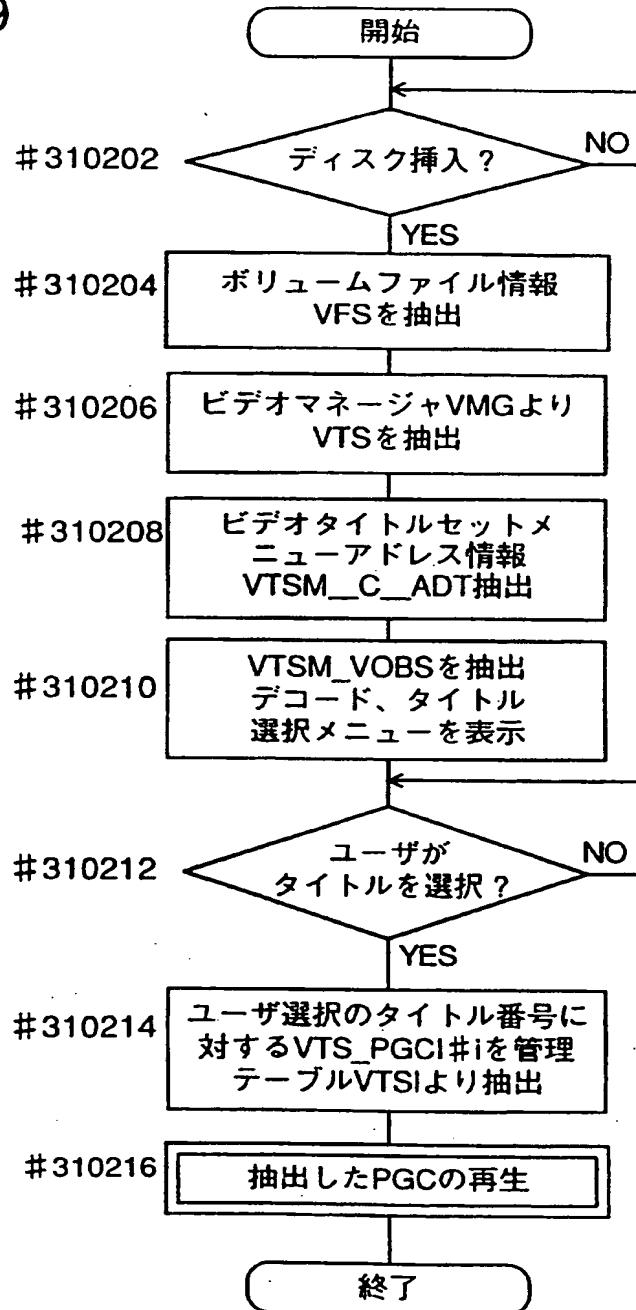 9
開始
#310202
ディスク挿入?
NO
YES
#310204
ボリュームファイル情報
VFSを抽出
#310206
ビデオマネージャVMGより
VTSを抽出
#310208
ビデオタイトルセットメ
ニューアドレス情報
VTSM__C__ADT抽出
#310210
VTSM_VOBSを抽出
デコード、タイトル
選択メニューを表示
#310212
ユーザが
タイトルを選択?
NO
YES
#310214
ユーザ選択のタイトル番号に
対するVTS_PGCI#iを管理
テーブルVTSIより抽出
#310216
抽出したPGCの再生
終了